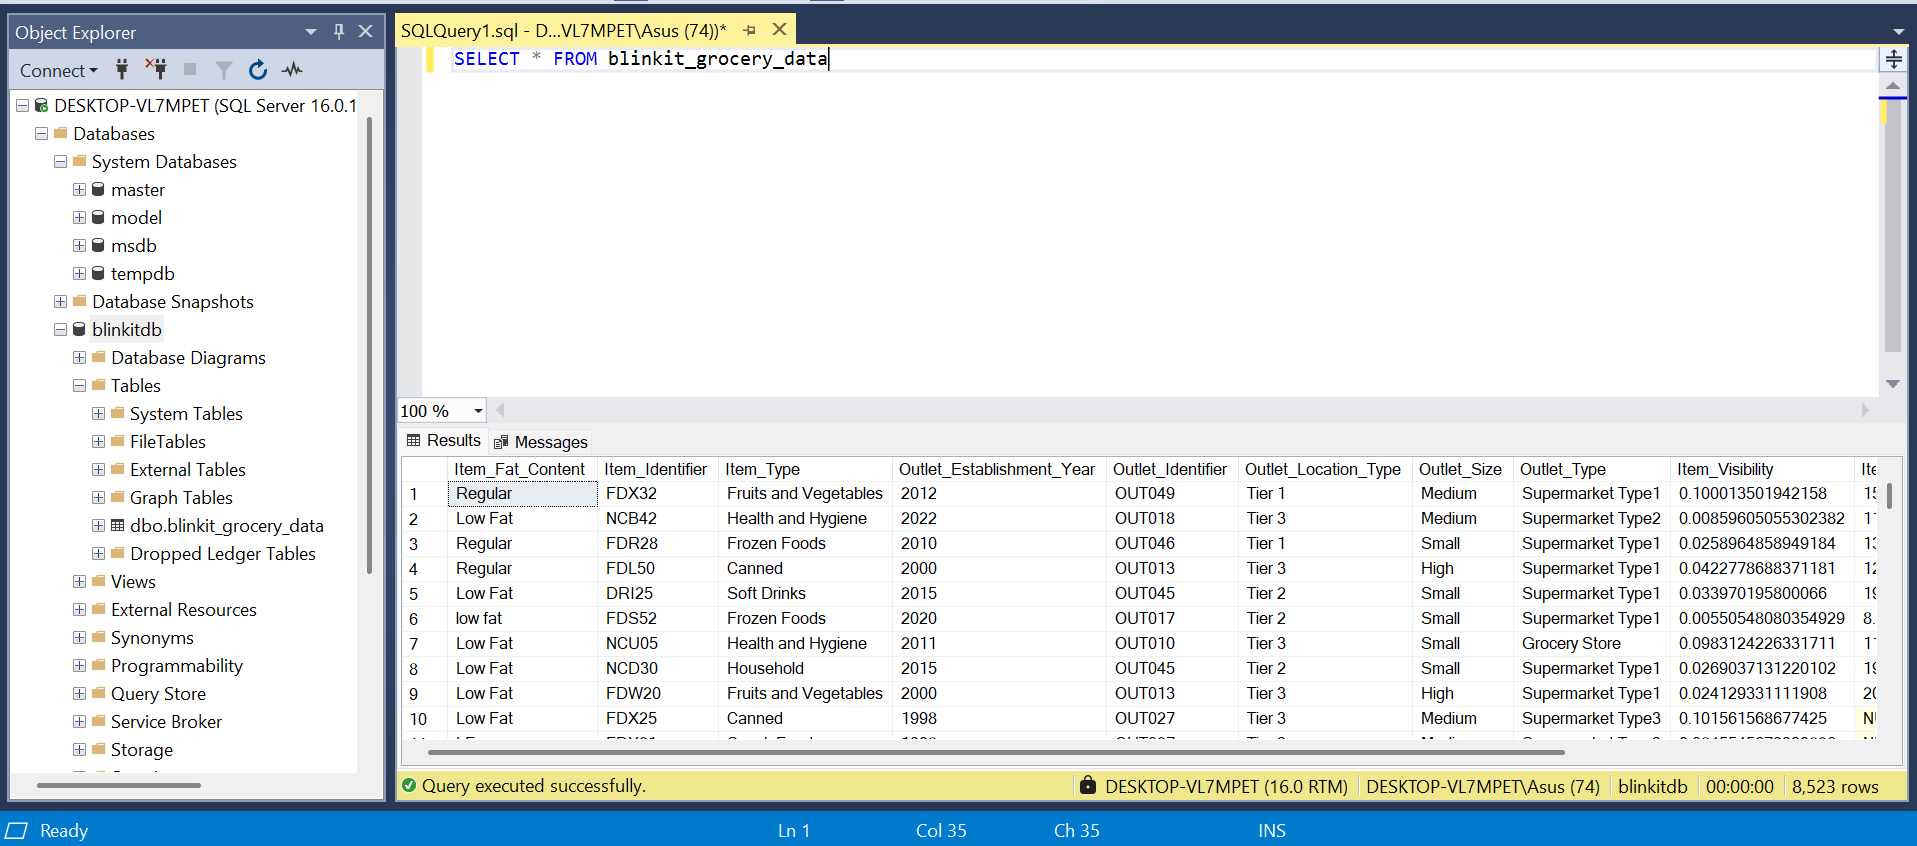 Object Explorer
Connect
DESKTOP-VL7MPET (SQL Server 16.0.1
Databases
System Databases
master
model
msdb
tempdb
Database Snapshots
blinkitdb
Database Diagrams
Tables
System Tables
FileTables
External Tables
Graph Tables
dbo.blinkit_grocery_data
Dropped Ledger Tables
Views
External Resources
Synonyms
Programmability
Query Store
Service Broker
Storage
SQLQuery1.sql - D...VL7MPET\Asus (74))*
SELECT * FROM blinkit_grocery_data
100 %
Results Messages
Item_Fat_Content Item_Identifier Item_Type Outlet_Establishment_Year Outlet_Identifier Outlet_Location_Type Outlet_Size Outlet_Type Item_Visibility Ite
1 Regular FDX32 Fruits and Vegetables 2012 OUT049 Tier 1 Medium Supermarket Type1 0.100013501942158 15
2 Low Fat NCB42 Health and Hygiene 2022 OUT018 Tier 3 Medium Supermarket Type2 0.00859605055302382 1
3 Regular FDR28 Frozen Foods 2010 OUT046 Tier 1 Small Supermarket Type1 0.0258964858949184 13
4 Regular FDL50 Canned 2000 OUT013 Tier 3 High Supermarket Type1 0.0422778688371181 12
5 Low Fat DRI25 Soft Drinks 2015 OUT045 Tier 2 Small Supermarket Type1 0.033970195800066 19
6 low fat FDS52 Frozen Foods 2020 OUT017 Tier 2 Small Supermarket Type1 0.00550548080354929 8.
7 Low Fat NCU05 Health and Hygiene 2011 OUT010 Tier 3 Small Grocery Store 0.0983124226331711 1
8 Low Fat NCD30 Household 2015 OUT045 Tier 2 Small Supermarket Type1 0.0269037131220102 19
9 Low Fat FDW20 Fruits and Vegetables 2000 OUT013 Tier 3 High Supermarket Type1 0.024129331111908 20
10 Low Fat FDX25 Canned 1998 OUT027 Tier 3 Medium Supermarket Type3 0.101561568677425 N
Query executed successfully. DESKTOP-VL7MPET (16.0 RTM) DESKTOP-VL7MPET\Asus (74) blinkitdb 00:00:00 8,523 rows
Ready Ln 1 Col 35 Ch 35 INS